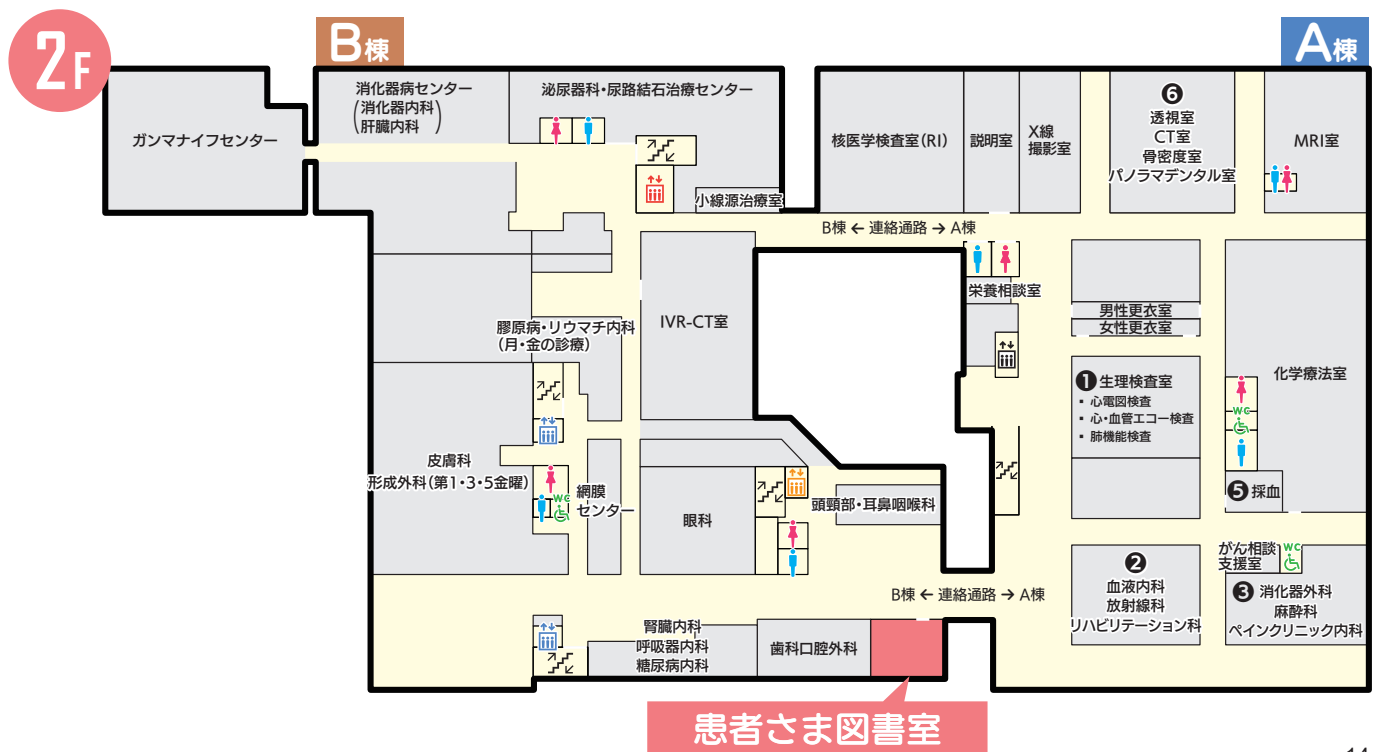 2F
B棟
A棟
ガンマナイフセンター
消化器病センター
(消化器内科
肝臓内科)
泌尿器科・尿路結石治療センター
小線源治療室
核医学検査室(RI)
説明室
X線
撮影室
❻
透視室
CT室
骨密度室
パノラマデンタル室
MRI室
B棟 ← 連絡通路 → A棟
栄養相談室
男性更衣室
女性更衣室
IVR-CT室
膠原病・リウマチ内科
(月・金の診療)
❶生理検査室
▪ 心電図検査
▪ 心・血管エコー検査
▪ 肺機能検査
化学療法室
WC
❺採血
皮膚科
形成外科(第1・3・5金曜)
WC
網膜
センター
眼科
頭頸部・耳鼻咽喉科
がん相談
支援室
WC
❷
血液内科
放射線科
リハビリテーション科
❸ 消化器外科
麻酔科
ペインクリニック内科
B棟 ← 連絡通路 → A棟
腎臓内科
呼吸器内科
糖尿病内科
歯科口腔外科
患者さま図書室